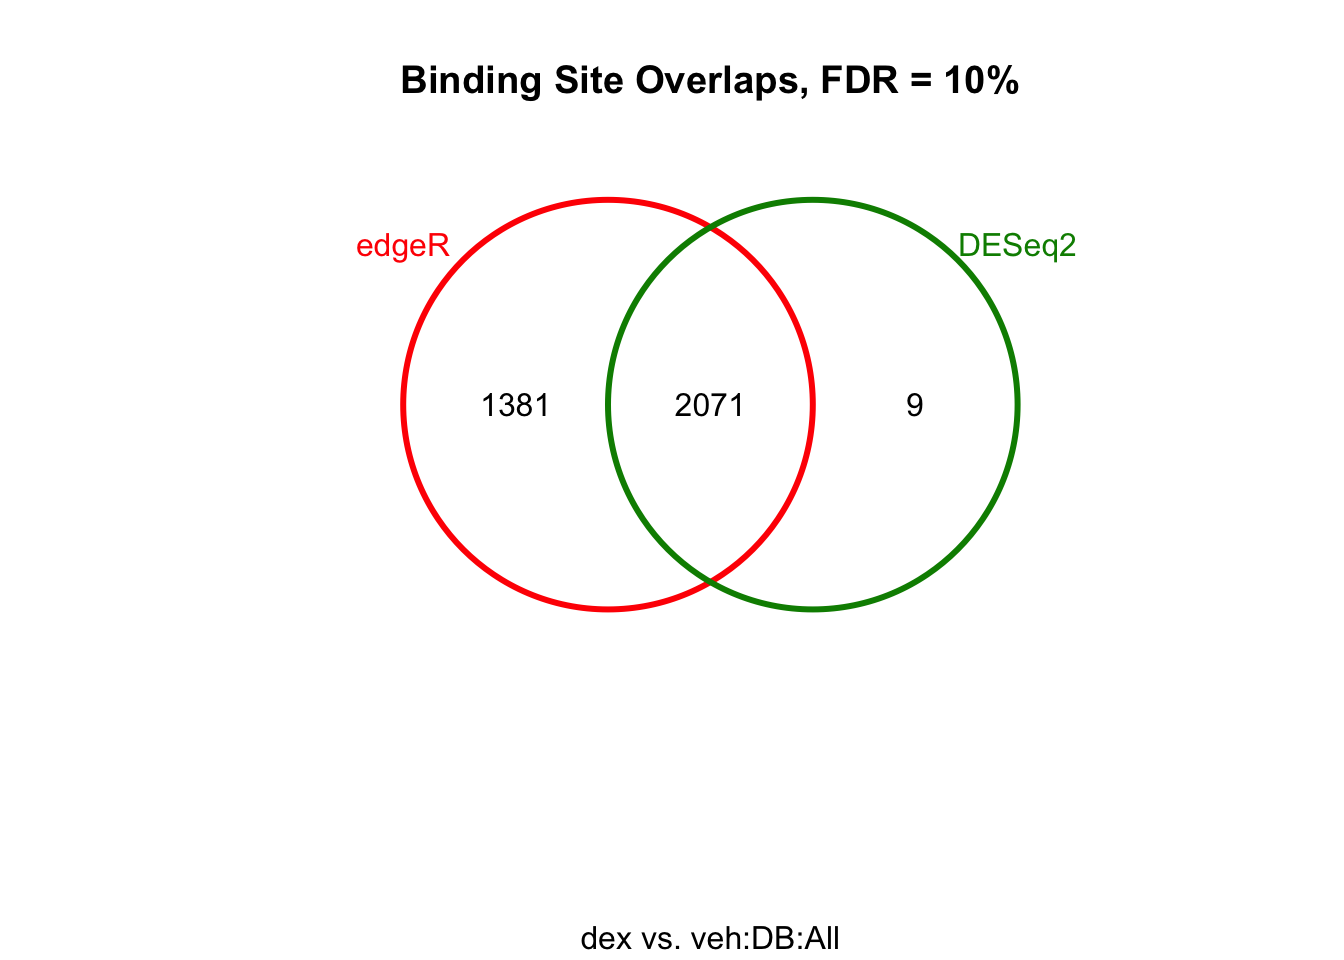 Binding Site Overlaps, FDR = 10%
edgeR
DESeq2
1381
2071
9
dex vs. veh:DB:All